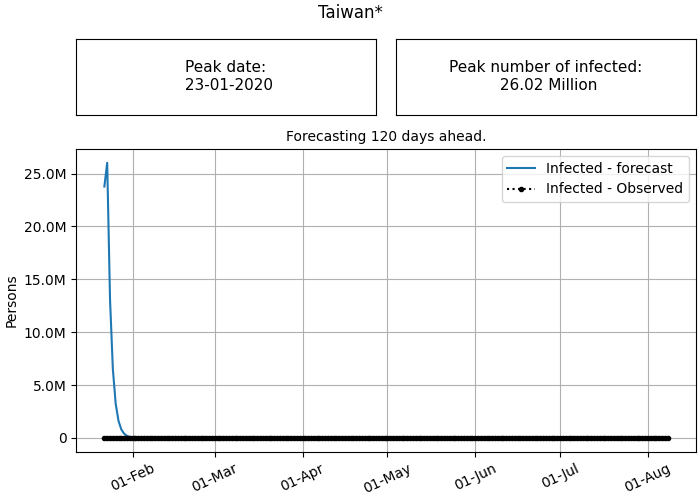 Taiwan*
Peak date:
23-01-2020
Peak number of infected:
26.02 Million
Forecasting 120 days ahead.
Infected - forecast
Infected - Observed
Persons
25.0M
20.0M
15.0M
10.0M
5.0M
0
01-Feb
01-Mar
01-Apr
01-May
01-Jun
01-Jul
01-Aug